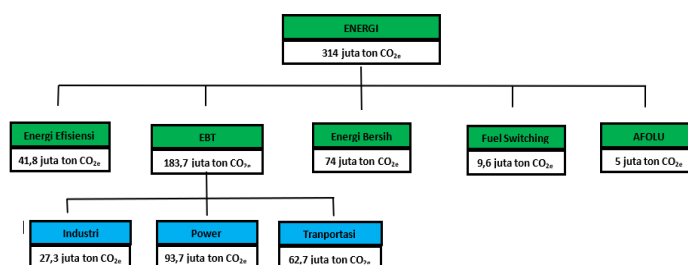 ENERGI
314 juta ton CO2e
Energi Efisiensi
41,8 juta ton CO2e
EBT
183,7 juta ton CO2e
Energi Bersih
74 juta ton CO2e
Fuel Switching
9,6 juta ton CO2e
AFOLU
5 juta ton CO2e
Industri
27,3 juta ton CO2e
Power
93,7 juta ton CO2e
Tranportasi
62,7 juta ton CO2e